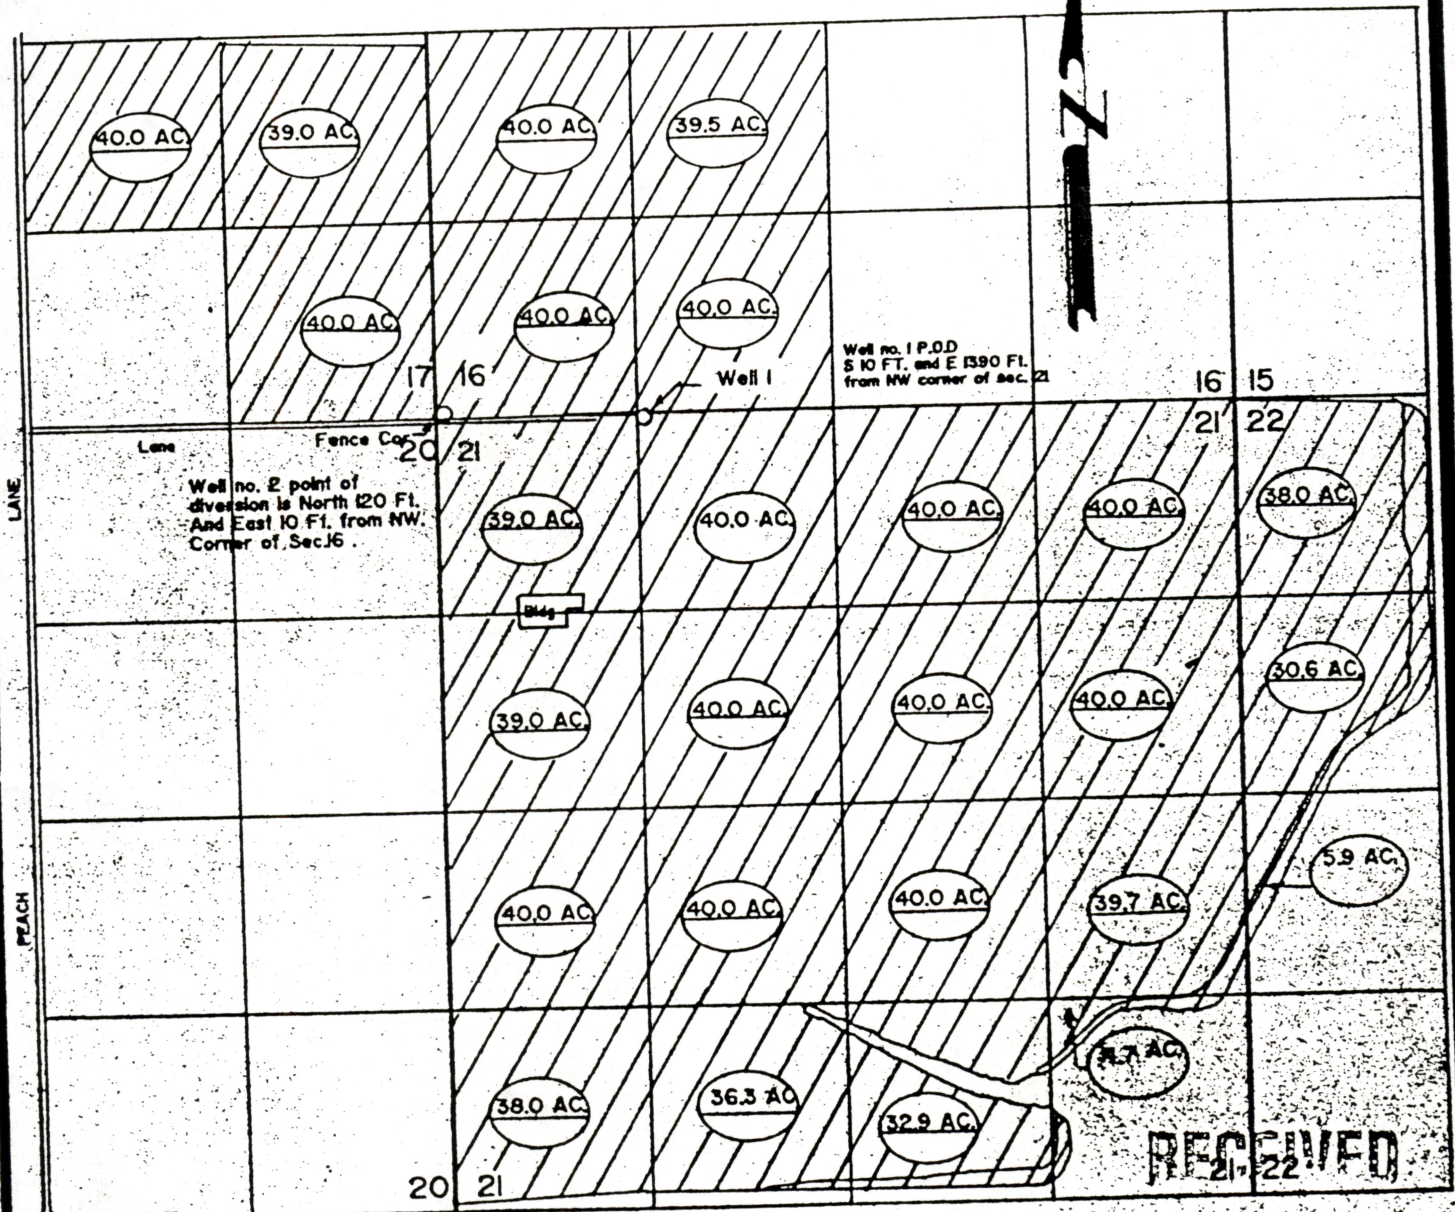 N
40.0 AC.
39.0 AC.
40.0 AC.
39.5 AC.
40.0 AC.
40.0 AC.
40.0 AC.
17 16
Well 1
Well no. 1 P.O.D
S 10 FT. and E 1390 Ft.
from NW corner of sec. 21
16 15
21 22
Lane
Fence Cor.
20 21
LANE
Well no. 2 point of
diversion is North 120 Ft.
And East 10 Ft. from NW.
Corner of Sec.16 .
39.0 AC.
40.0 AC.
40.0 AC.
40.0 AC.
38.0 AC.
Bldg
39.0 AC.
40.0 AC.
40.0 AC.
40.0 AC.
30.6 AC.
5.9 AC.
PEACH
40.0 AC.
40.0 AC.
40.0 AC.
39.7 AC.
AC.
38.0 AC.
36.3 AC
32.9 AC.
RECEIVED
20 21
21 22